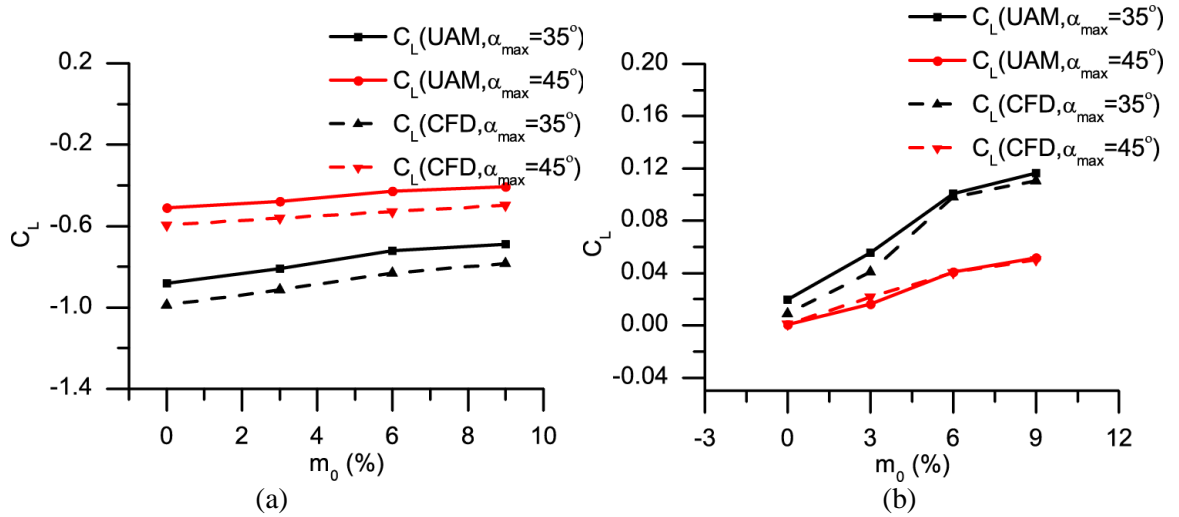 C_L(UAM,α_max=35°)
C_L(UAM,α_max=45°)
C_L(CFD,α_max=35°)
C_L(CFD,α_max=45°)
0.2
-0.2
-0.6
-1.0
-1.4
C_L
0 2 4 6 8 10
m_0 (%)
(a)
C_L(UAM,α_max=35°)
C_L(UAM,α_max=45°)
C_L(CFD,α_max=35°)
C_L(CFD,α_max=45°)
0.20
0.16
0.12
0.08
0.04
0.00
-0.04
C_L
-3 0 3 6 9 12
m_0 (%)
(b)